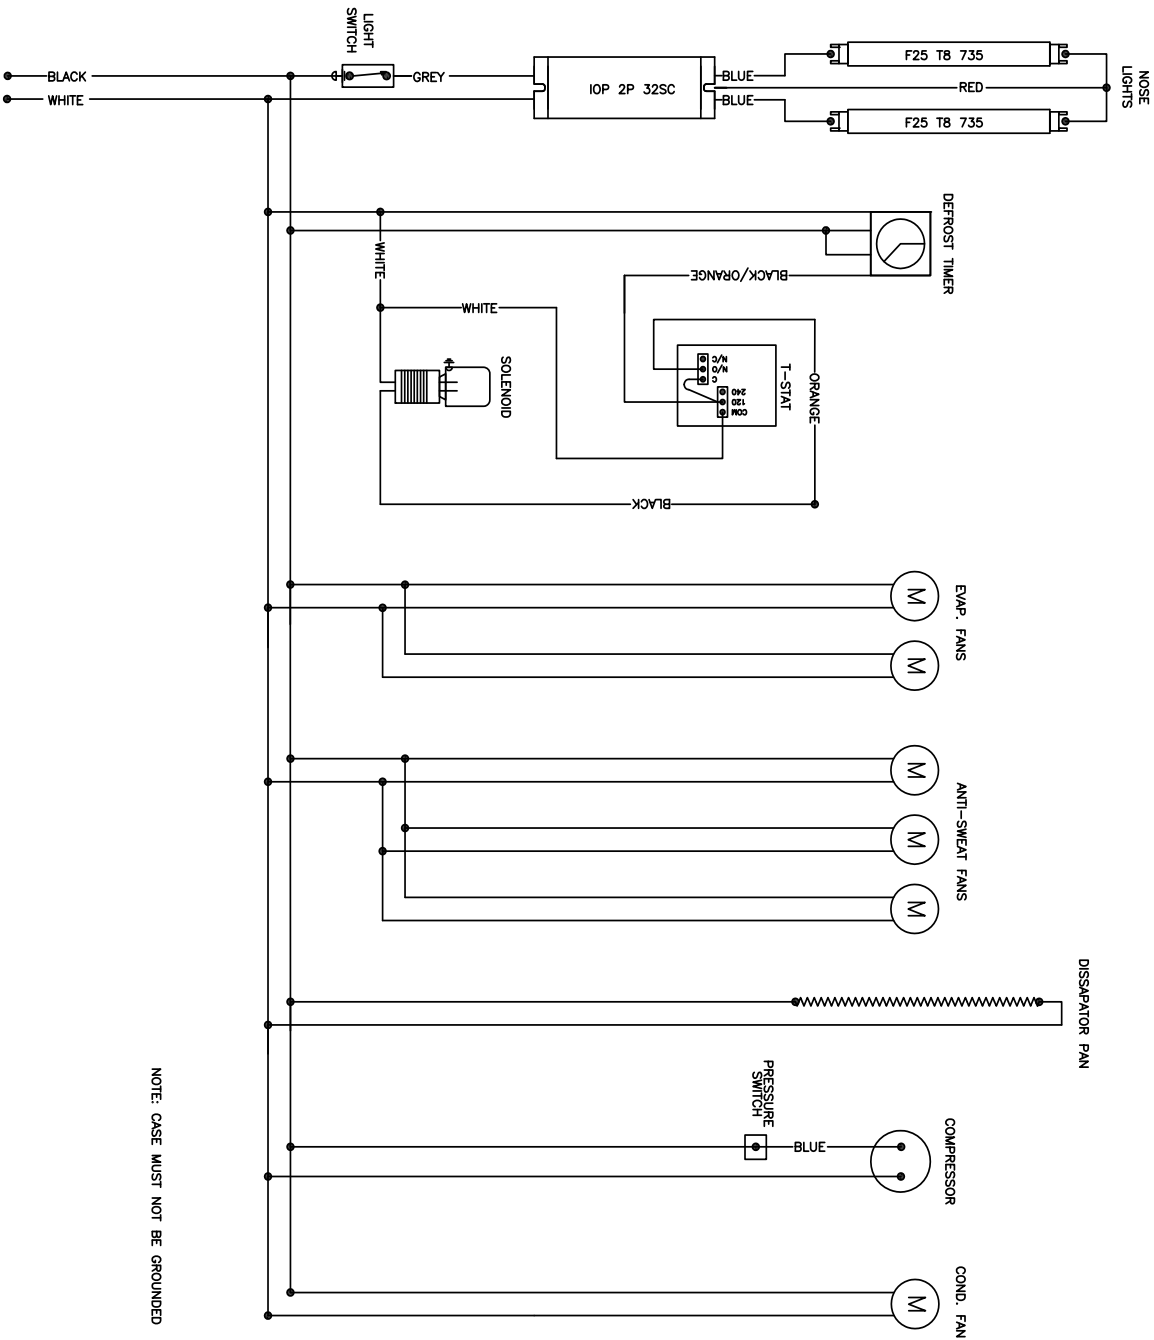 LIGHT
SWITCH
BLACK
WHITE
GREY
IOP 2P 32SC
BLUE
BLUE
RED
F25 T8 735
F25 T8 735
NOSE
LIGHTS
DEFROST TIMER
WHITE
BLACK/ORANGE
WHITE
SOLENOID
N/C
N/O
C
240
120
COM
T-STAT
ORANGE
BLACK
M
M
EVAP. FANS
M
M
M
ANTI-SWEAT FANS
DISSAPATOR PAN
PRESSURE
SWITCH
BLUE
COMPRESSOR
M
COND. FAN
NOTE: CASE MUST NOT BE GROUNDED